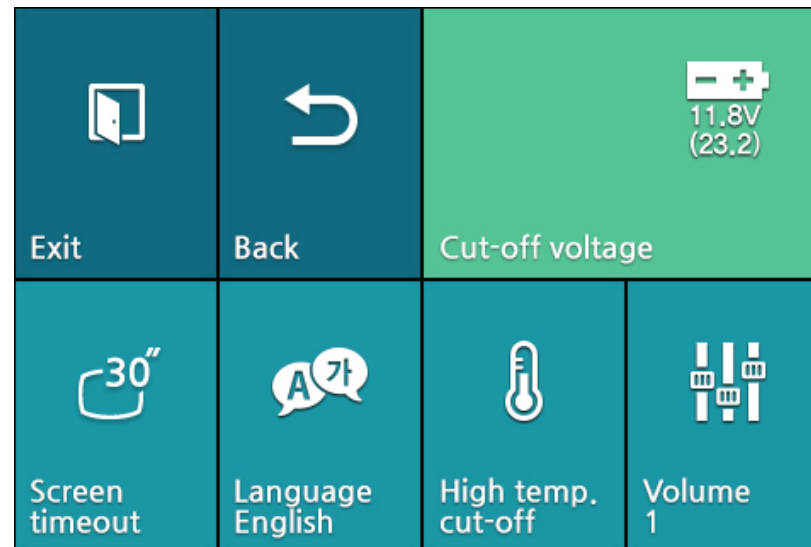 Exit
Back
- +
11.8V
(23.2)
Cut-off voltage
30″
Screen
timeout
A가
Language
English
High temp.
cut-off
Volume
1